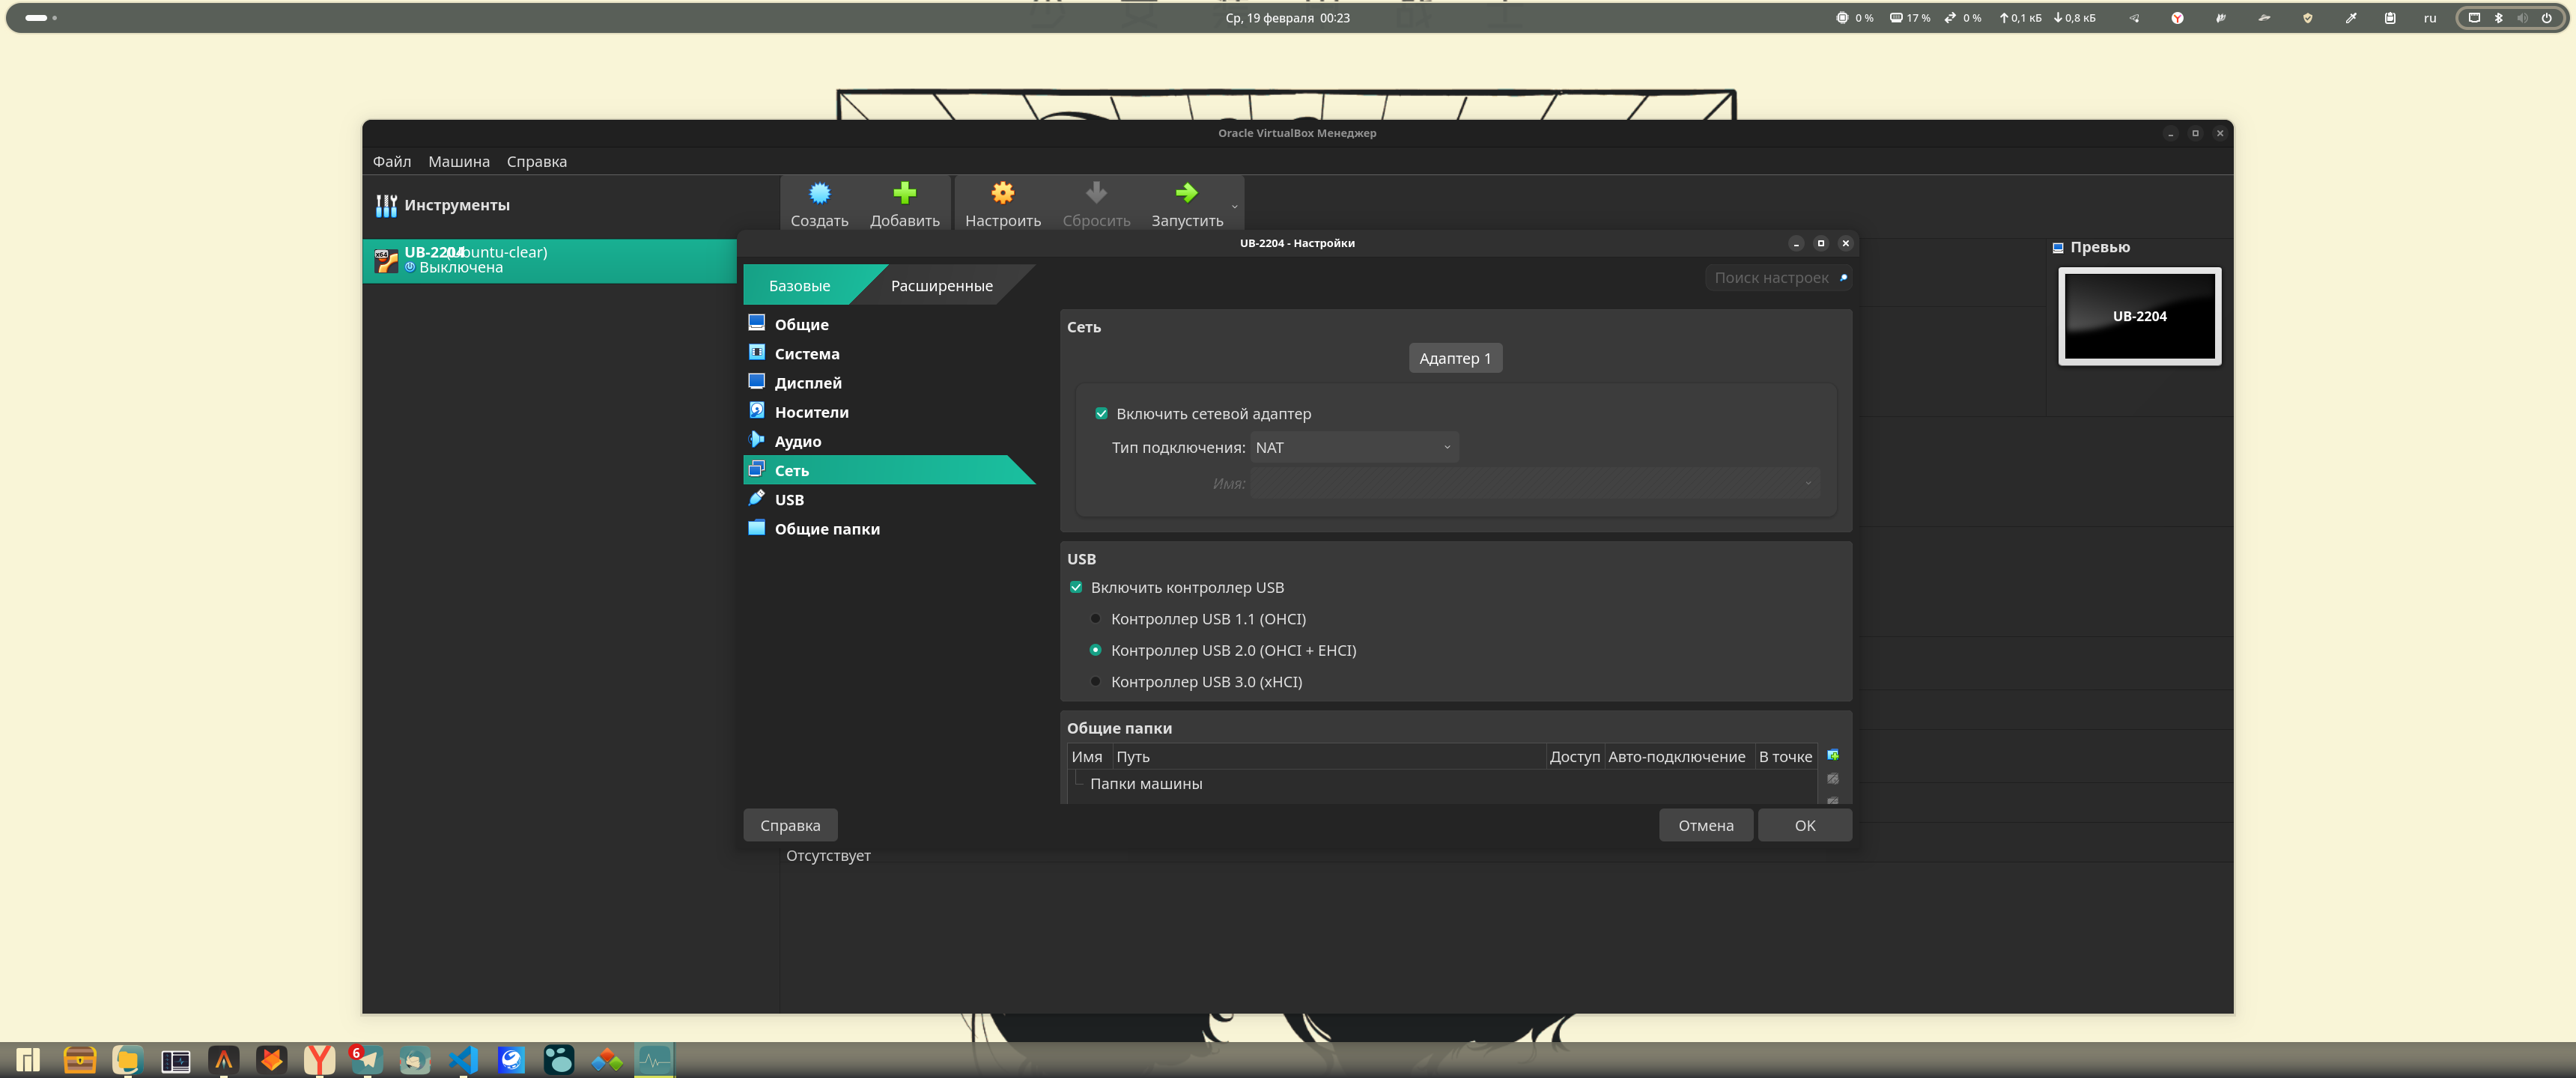 Ср, 19 февраля 00:23
0 % 17 % 0 % 0,1 кБ 0,8 кБ ru
Oracle VirtualBox Менеджер
Файл Машина Справка
Инструменты
Создать Добавить Настроить Сбросить Запустить
UB-2204 (Ubuntu-clear)
Выключена
Превью
UB-2204
UB-2204 - Настройки
Базовые Расширенные
Поиск настроек
Общие
Система
Дисплей
Носители
Аудио
Сеть
USB
Общие папки
Сеть
Адаптер 1
Включить сетевой адаптер
Тип подключения: NAT
Имя:
USB
Включить контроллер USB
Контроллер USB 1.1 (OHCI)
Контроллер USB 2.0 (OHCI + EHCI)
Контроллер USB 3.0 (xHCI)
Общие папки
Имя Путь Доступ Авто-подключение В точке
Папки машины
Справка Отмена OK
Отсутствует
6